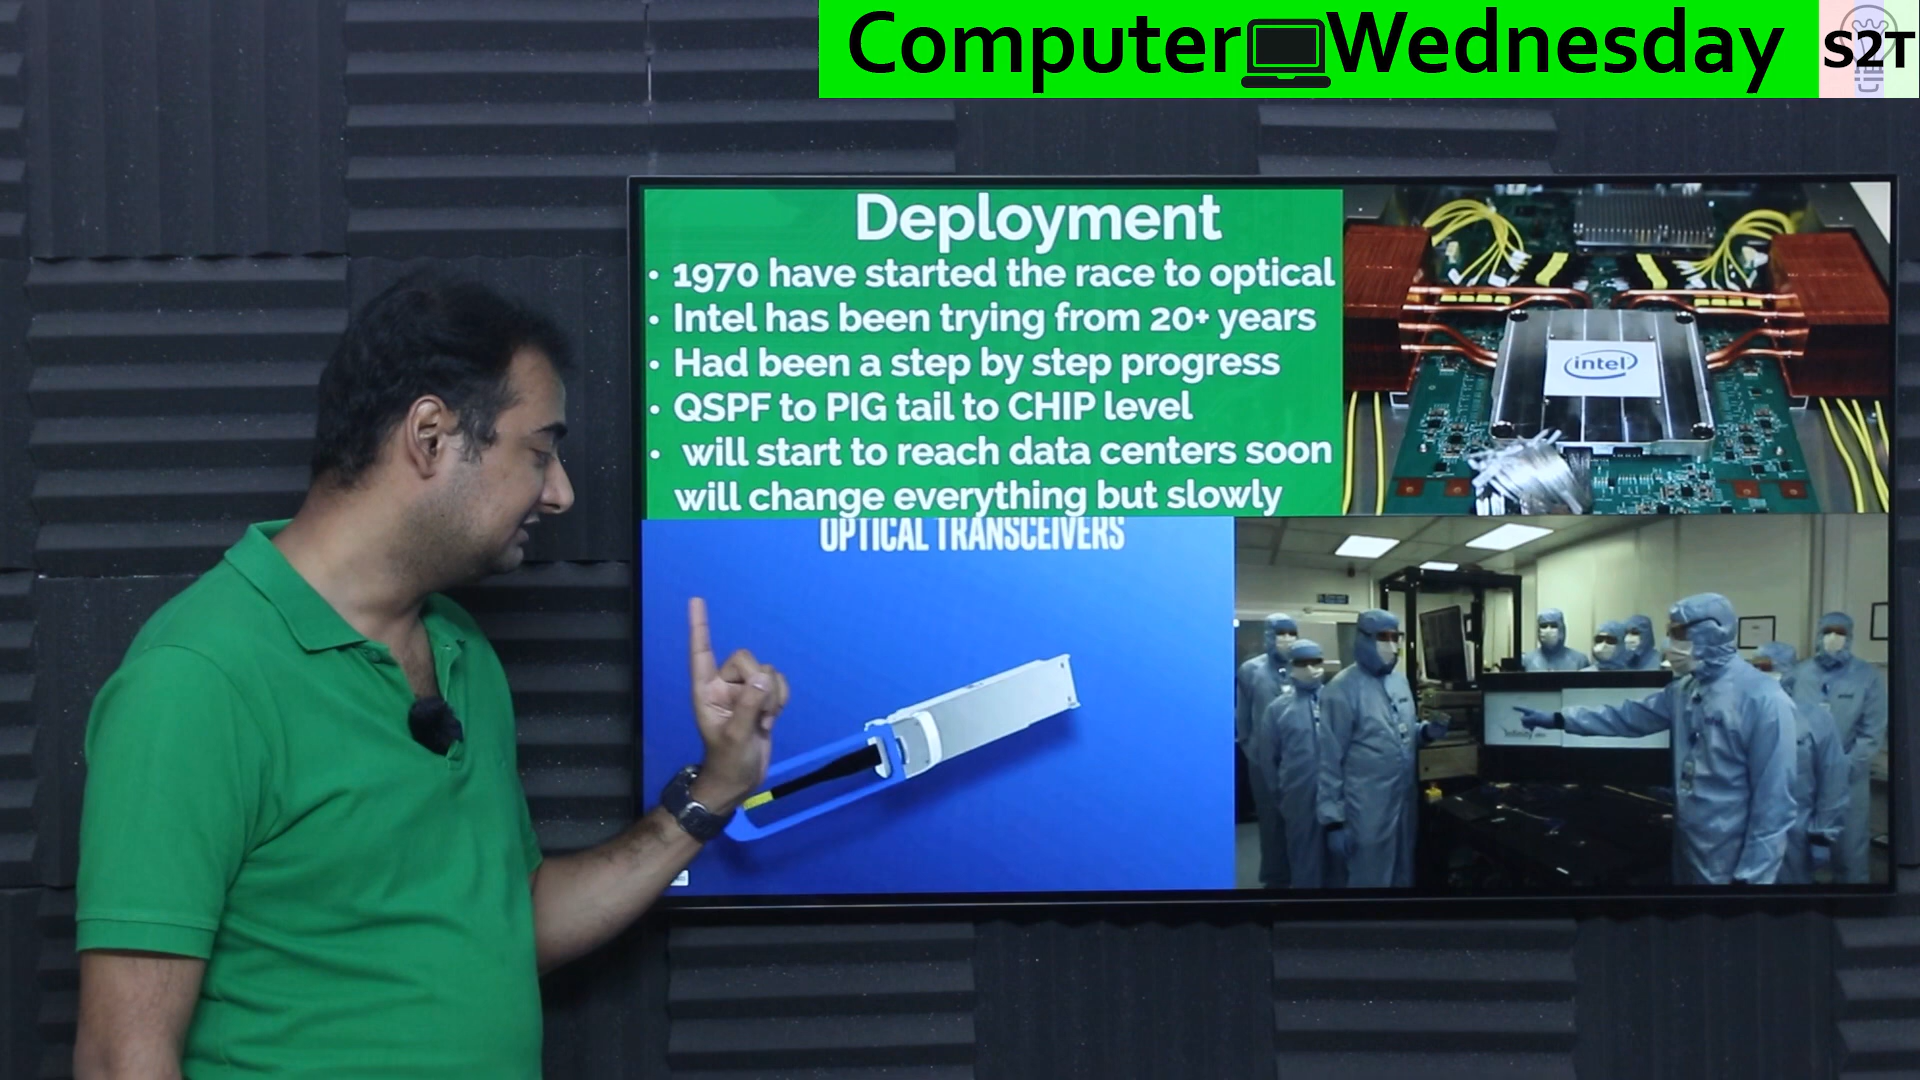 Computer Wednesday
S2T
Deployment
• 1970 have started the race to optical
• Intel has been trying from 20+ years
• Had been a step by step progress
• QSPF to PIG tail to CHIP level
• will start to reach data centers soon
will change everything but slowly
intel
OPTICAL TRANSCEIVERS